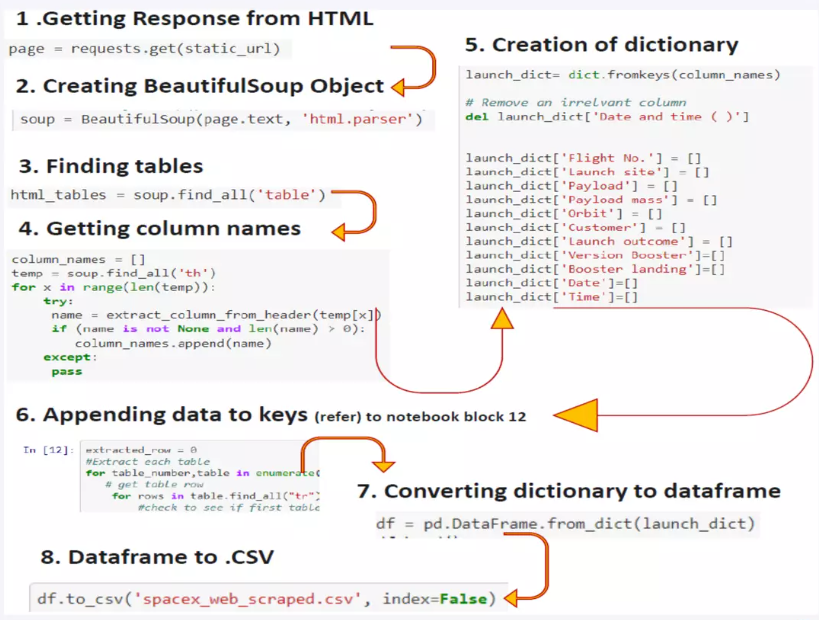 1 .Getting Response from HTML
page = requests.get(static_url)
2. Creating BeautifulSoup Object
soup = BeautifulSoup(page.text, 'html.parser')
3. Finding tables
html_tables = soup.find_all('table')
4. Getting column names
column_names = []
temp = soup.find_all('th')
for x in range(len(temp)):
try:
name = extract_column_from_header(temp[x])
if (name is not None and len(name) > 0):
column_names.append(name)
except:
pass
5. Creation of dictionary
launch_dict= dict.fromkeys(column_names)
# Remove an irrelvant column
del launch_dict['Date and time ( )']
launch_dict['Flight No.'] = []
launch_dict['Launch site'] = []
launch_dict['Payload'] = []
launch_dict['Payload mass'] = []
launch_dict['Orbit'] = []
launch_dict['Customer'] = []
launch_dict['Launch outcome'] = []
launch_dict['Version Booster']=[]
launch_dict['Booster landing']=[]
launch_dict['Date']=[]
launch_dict['Time']=[]
6. Appending data to keys (refer) to notebook block 12
In [12]: extracted_row = 0
#Extract each table
for table_number,table in enumerate(
# get table row
for rows in table.find_all("tr")
#check to see if first table
7. Converting dictionary to dataframe
df = pd.DataFrame.from_dict(launch_dict)
8. Dataframe to .CSV
df.to_csv('spacex_web_scraped.csv', index=False)